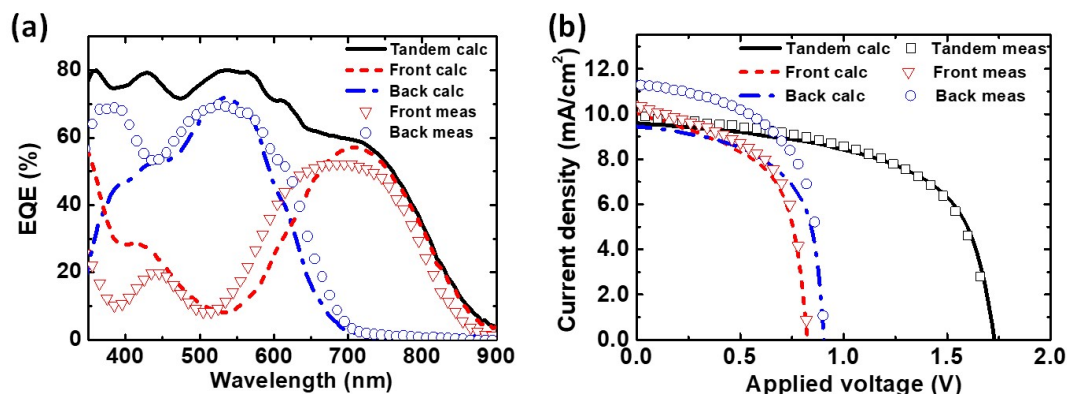 (a)
EQE (%)
80
60
40
20
0
400 500 600 700 800 900
Wavelength (nm)
Tandem calc
Front calc
Back calc
Front meas
Back meas
(b)
Current density (mA/cm²)
12.0
10.0
8.0
6.0
4.0
2.0
0.0
0.0 0.5 1.0 1.5 2.0
Applied voltage (V)
Tandem calc Tandem meas
Front calc Front meas
Back calc Back meas